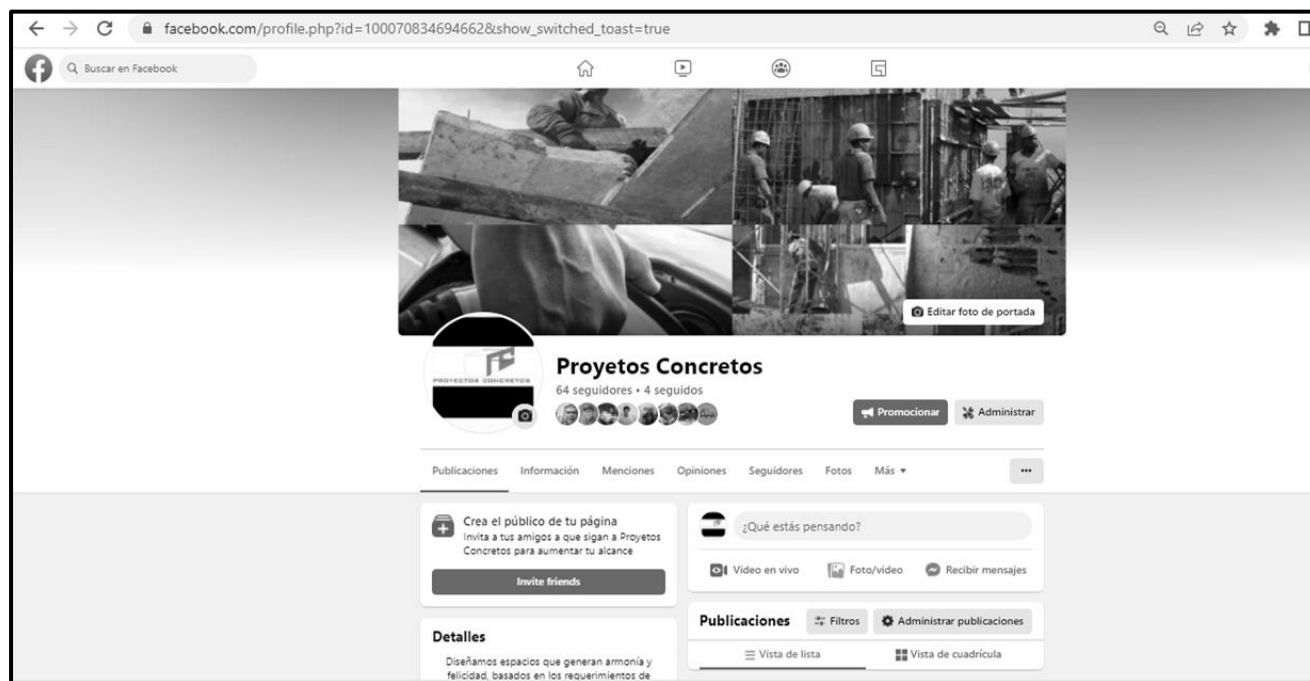 facebook.com/profile.php?id=100070834694662&show_switched_toast=true
Buscar en Facebook
Editar foto de portada
PROYECTOS CONCRETOS
Proyetos Concretos
64 seguidores • 4 seguidos
Promocionar
Administrar
Publicaciones Información Menciones Opiniones Seguidores Fotos Más
Crea el público de tu página
Invita a tus amigos a que sigan a Proyetos
Concretos para aumentar tu alcance
Invite friends
Detalles
Diseñamos espacios que generan armonía y
felicidad, basados en los requerimientos de
¿Qué estás pensando?
Video en vivo Foto/video Recibir mensajes
Publicaciones Filtros Administrar publicaciones
Vista de lista Vista de cuadrícula